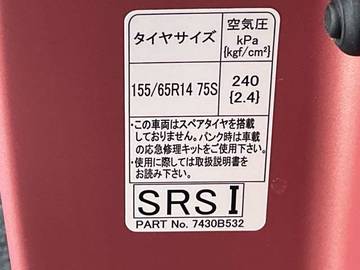 タイヤサイズ 空気圧
kPa
{kgf/cm²}
155/65R14 75S 240
{2.4}
・この車両はスペアタイヤを搭載
しておりません。パンク時は車載
の応急修理キットをご使用下さい。
・使用に際しては取扱説明書を
お読み下さい。
SRS I
PART No. 7430B532